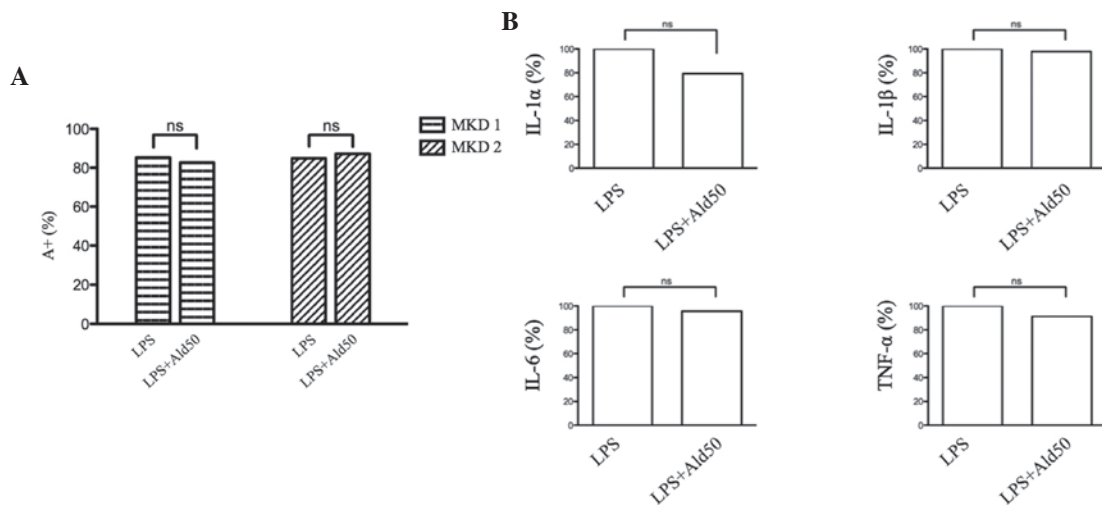 A
A+ (%)
100
80
60
40
20
0
ns
ns
LPS
LPS+Ald50
LPS
LPS+Ald50
MKD 1
MKD 2
B
IL-1α (%)
100
80
60
40
20
0
ns
LPS
LPS+Ald50
IL-1β (%)
100
80
60
40
20
0
ns
LPS
LPS+Ald50
IL-6 (%)
100
80
60
40
20
0
ns
LPS
LPS+Ald50
TNF-α (%)
100
80
60
40
20
0
ns
LPS
LPS+Ald50